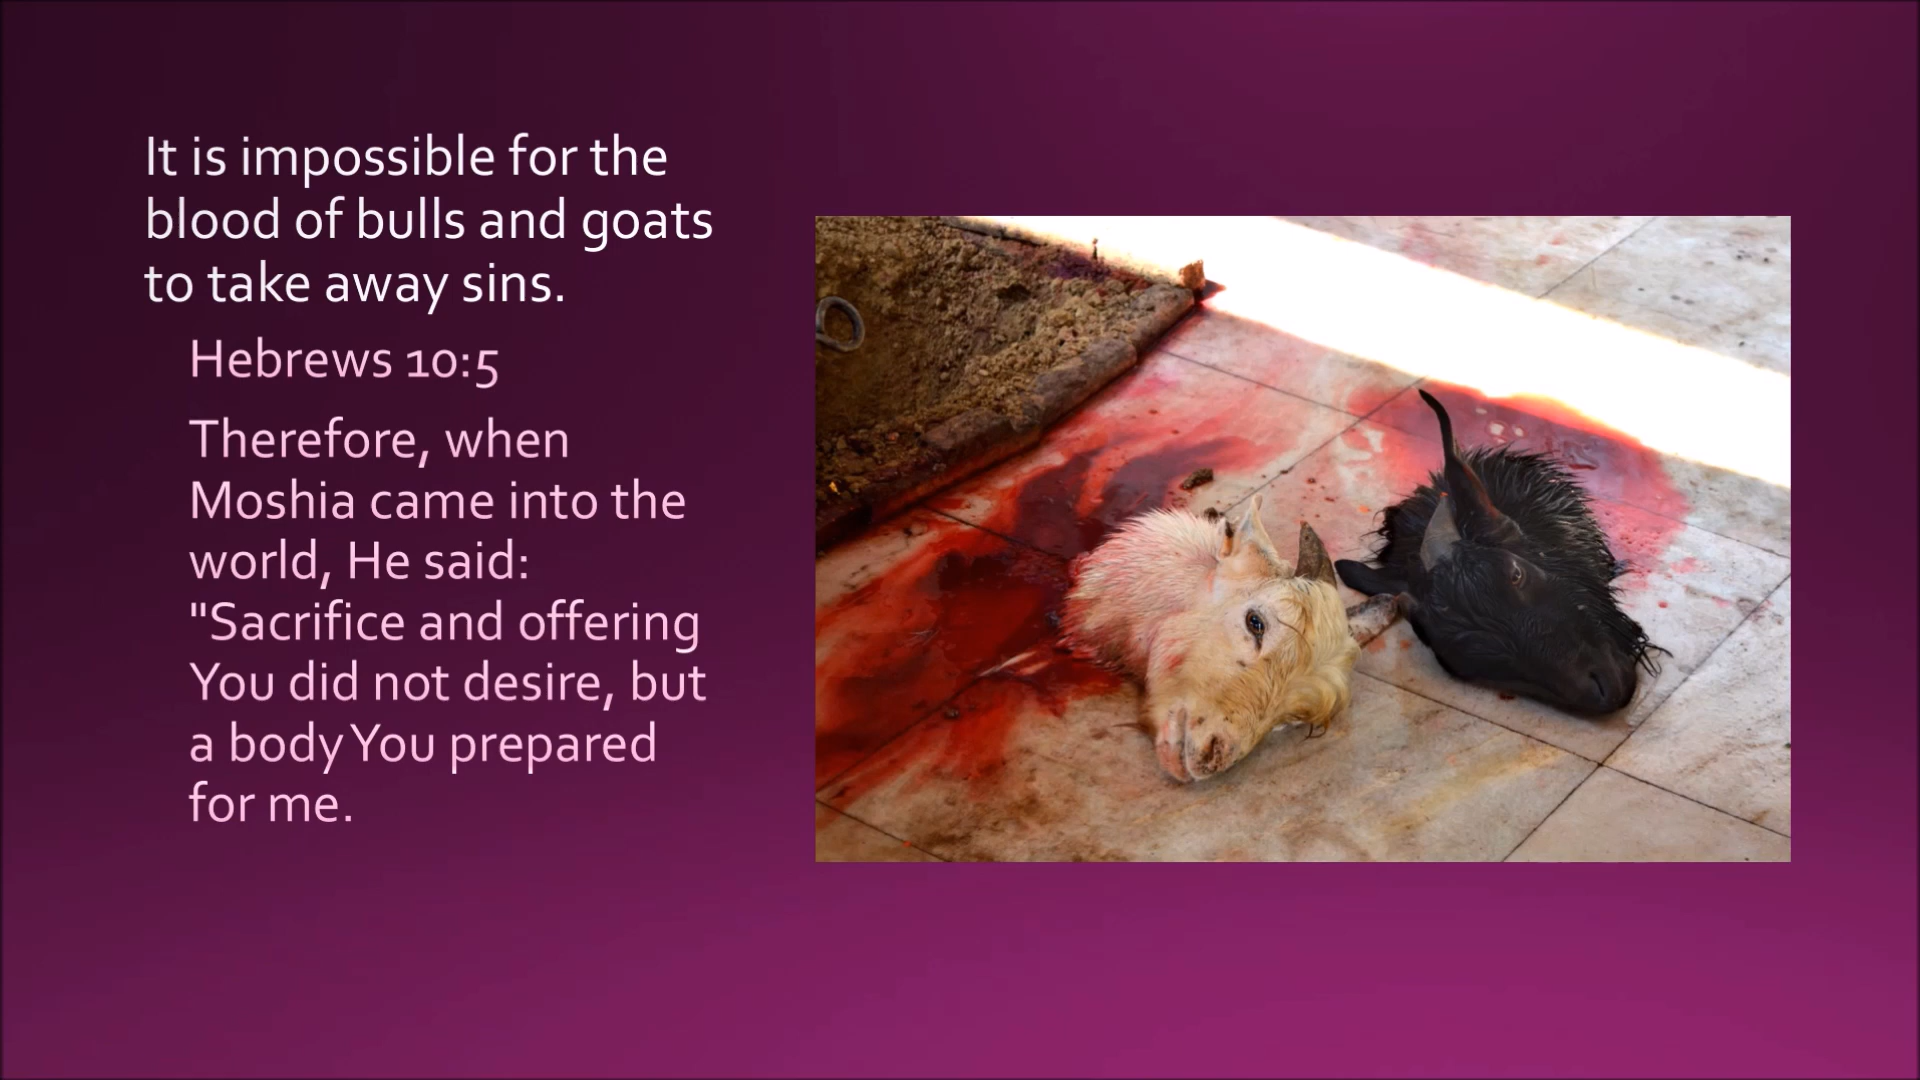 It is impossible for the
blood of bulls and goats
to take away sins.
Hebrews 10:5
Therefore, when
Moshia came into the
world, He said:
"Sacrifice and offering
You did not desire, but
a body You prepared
for me.